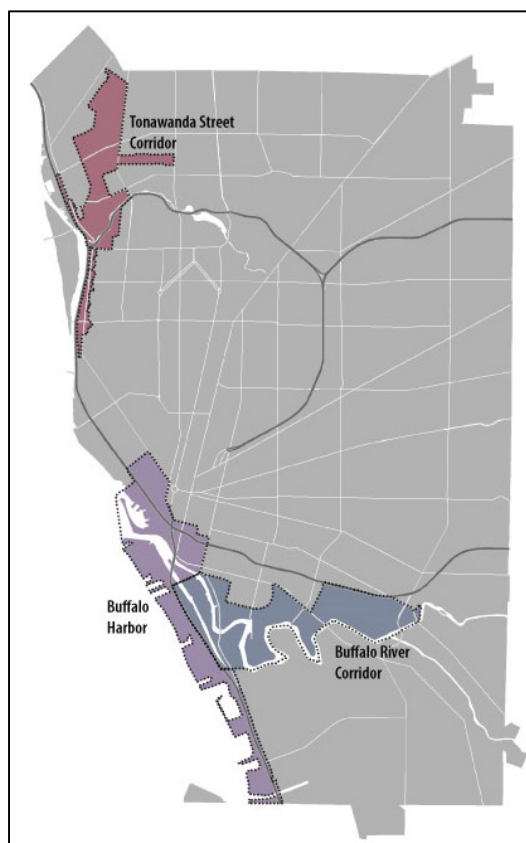 Tonawanda Street
Corridor
Buffalo
Harbor
Buffalo River
Corridor